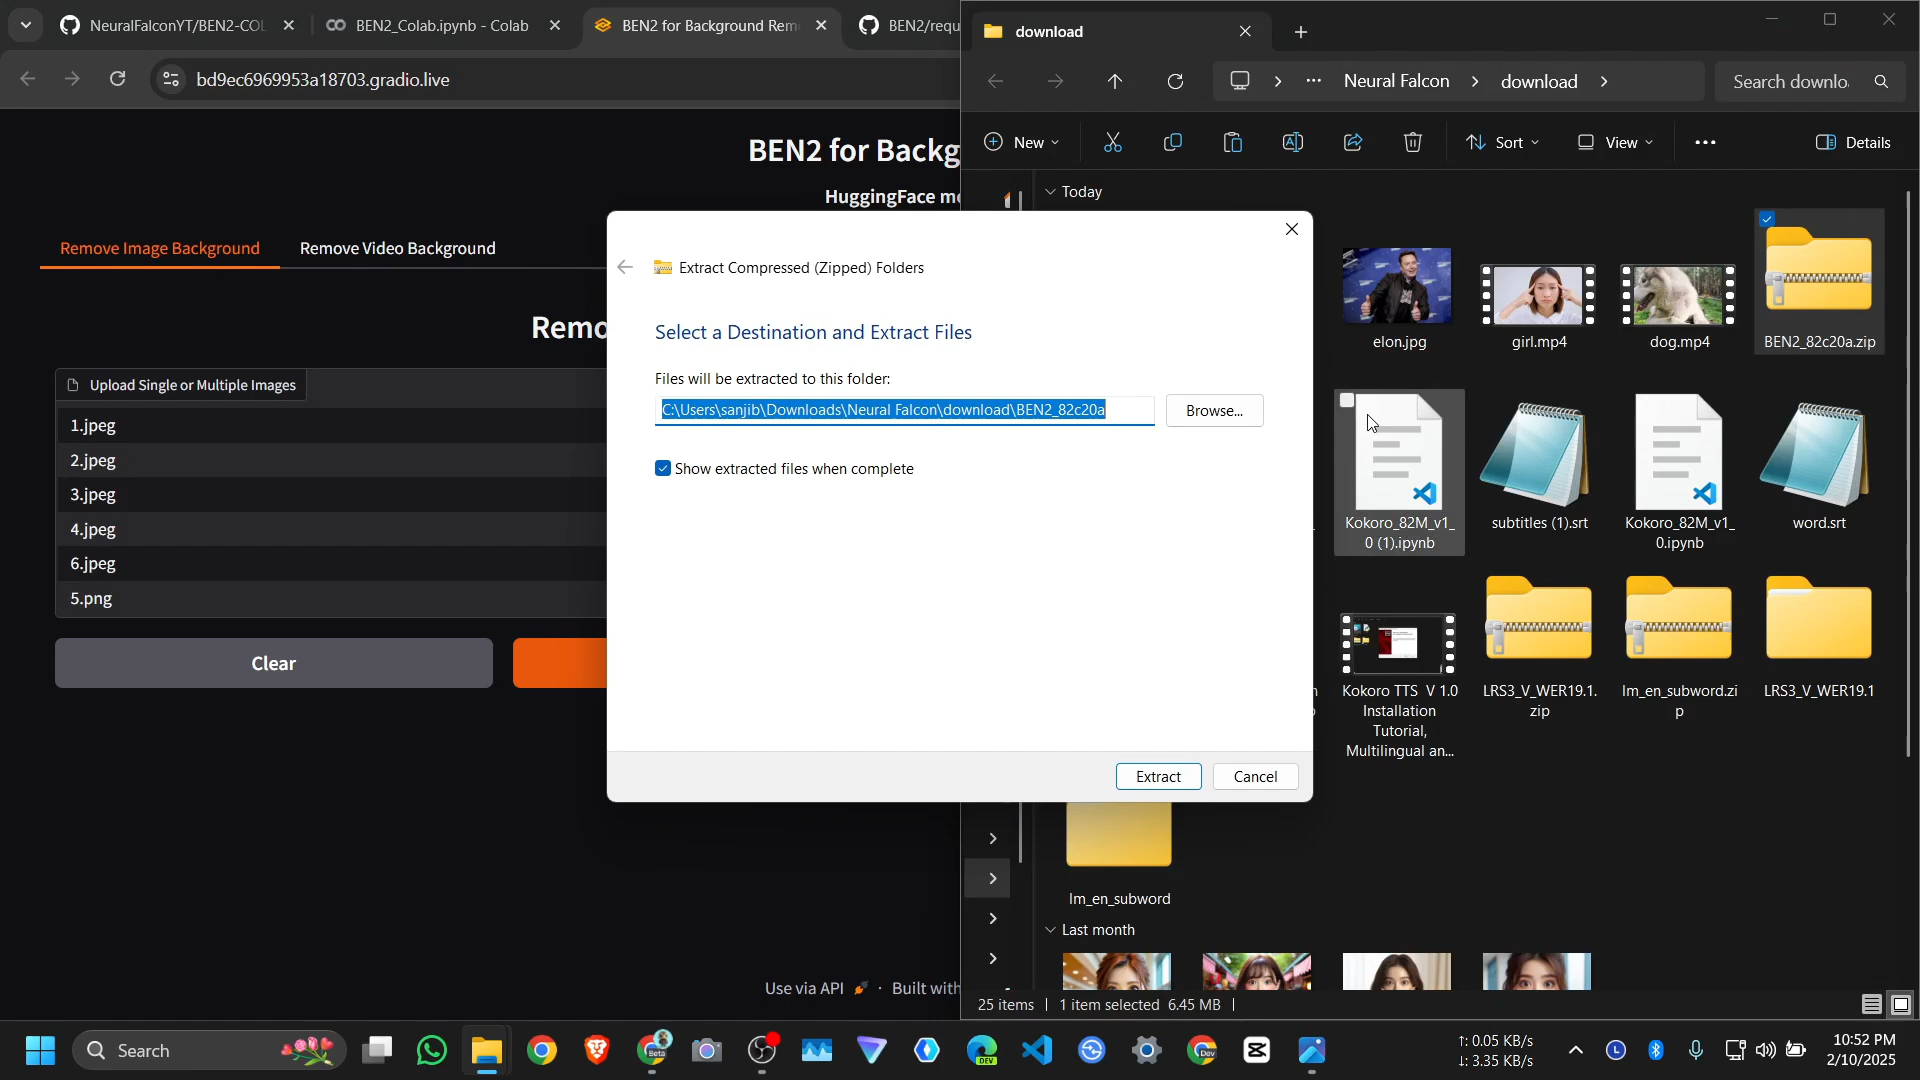 NeuralFalconYT/BEN2-COL
BEN2_Colab.ipynb - Colab
BEN2 for Background Rem
BEN2/requ
bd9ec6969953a18703.gradio.live
BEN2 for Backg
HuggingFace mo
Remove Image Background
Remove Video Background
Remo
Upload Single or Multiple Images
1.jpeg
2.jpeg
3.jpeg
4.jpeg
6.jpeg
5.png
Clear
Use via API
·
Built with
download
Neural Falcon
download
Search downlo
New
Sort
View
Details
Today
elon.jpg
girl.mp4
dog.mp4
BEN2_82c20a.zip
Kokoro_82M_v1_
0 (1).ipynb
subtitles (1).srt
Kokoro_82M_v1_
0.ipynb
word.srt
Kokoro TTS V 1.0
Installation
Tutorial,
Multilingual an...
LRS3_V_WER19.1.
zip
lm_en_subword.zi
p
LRS3_V_WER19.1
lm_en_subword
Last month
25 items
1 item selected 6.45 MB
Extract Compressed (Zipped) Folders
Select a Destination and Extract Files
Files will be extracted to this folder:
C:\Users\sanjib\Downloads\Neural Falcon\download\BEN2_82c20a
Browse...
Show extracted files when complete
Extract
Cancel
Search
Beta
DEV
Dev
L
↑: 0.05 KB/s
↓: 3.35 KB/s
10:52 PM
2/10/2025